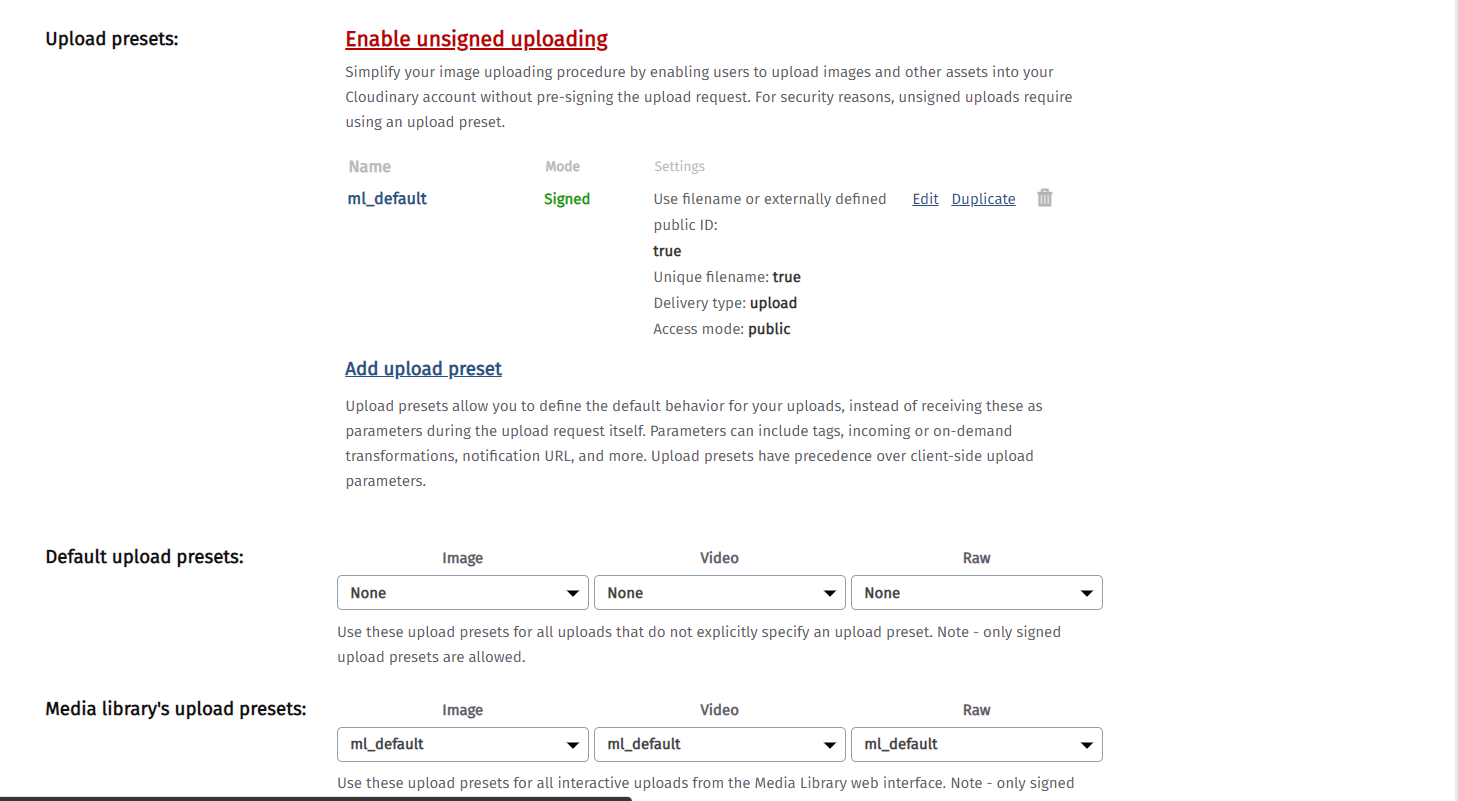 Upload presets:
Enable unsigned uploading
Simplify your image uploading procedure by enabling users to upload images and other assets into your
Cloudinary account without pre-signing the upload request. For security reasons, unsigned uploads require
using an upload preset.
Name Mode Settings
ml_default Signed Use filename or externally defined Edit Duplicate
public ID:
true
Unique filename: true
Delivery type: upload
Access mode: public
Add upload preset
Upload presets allow you to define the default behavior for your uploads, instead of receiving these as
parameters during the upload request itself. Parameters can include tags, incoming or on-demand
transformations, notification URL, and more. Upload presets have precedence over client-side upload
parameters.
Default upload presets: Image Video Raw
None None None
Use these upload presets for all uploads that do not explicitly specify an upload preset. Note - only signed
upload presets are allowed.
Media library's upload presets: Image Video Raw
ml_default ml_default ml_default
Use these upload presets for all interactive uploads from the Media Library web interface. Note - only signed